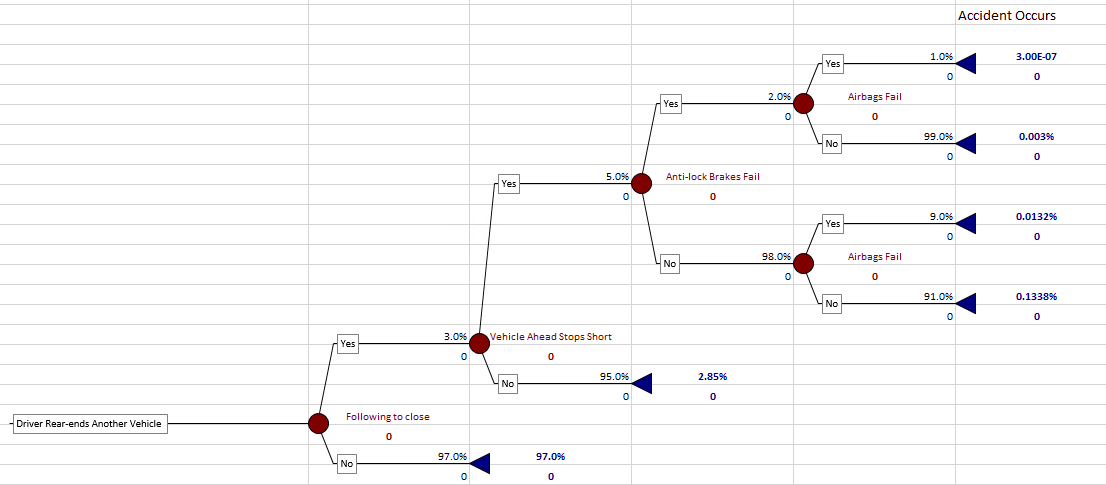 Accident Occurs
1.0% 3.00E-07
Yes
0 0
2.0% Airbags Fail
Yes
0 0
99.0% 0.003%
No
0 0
5.0% Anti-lock Brakes Fail
Yes
0 0
9.0% 0.0132%
Yes
0 0
98.0% Airbags Fail
No
0 0
91.0% 0.1338%
No
0 0
3.0% Vehicle Ahead Stops Short
Yes
0 0
95.0% 2.85%
No
0 0
Following to close
Driver Rear-ends Another Vehicle
0
97.0% 97.0%
No
0 0